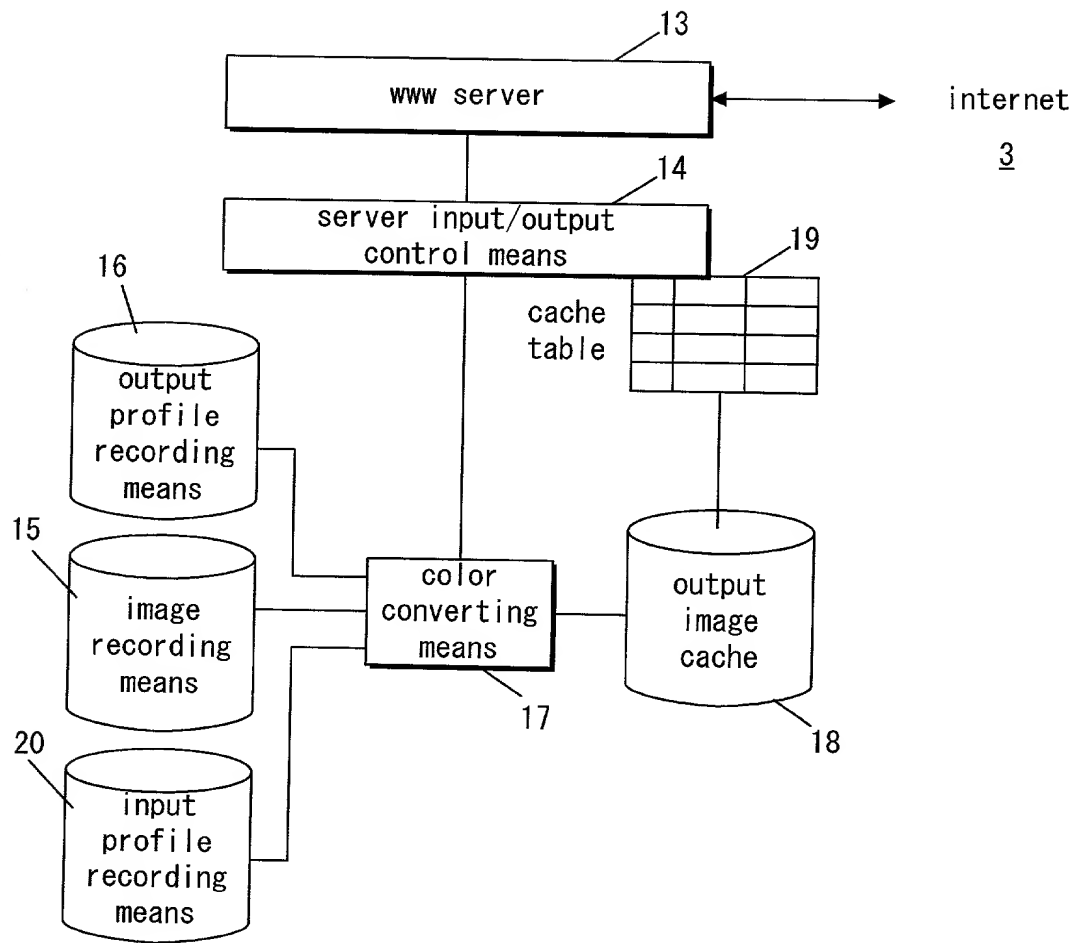 13
www server
internet
3
14
server input/output
control means
19
cache
table
16
output
profile
recording
means
15
image
recording
means
color
converting
means
17
output
image
cache
18
20
input
profile
recording
means